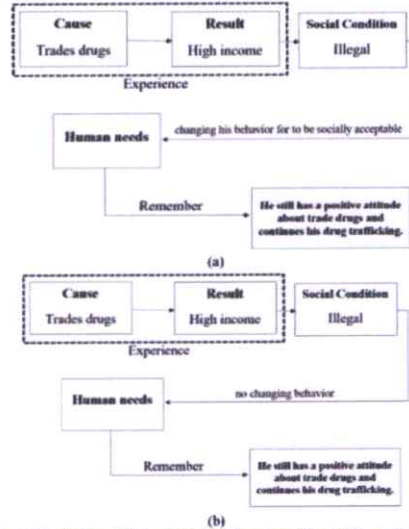 Cause
Trades drugs
Result
High income
Social Condition
Illegal
Experience
Human needs
changing his behavior for to be socially acceptable
Remember
He still has a positive attitude
about trade drugs and
continues his drug trafficking.
(a)
Cause
Trades drugs
Result
High income
Social Condition
Illegal
Experience
Human needs
no changing behavior
Remember
He still has a positive attitude
about trade drugs and
continues his drug trafficking.
(b)